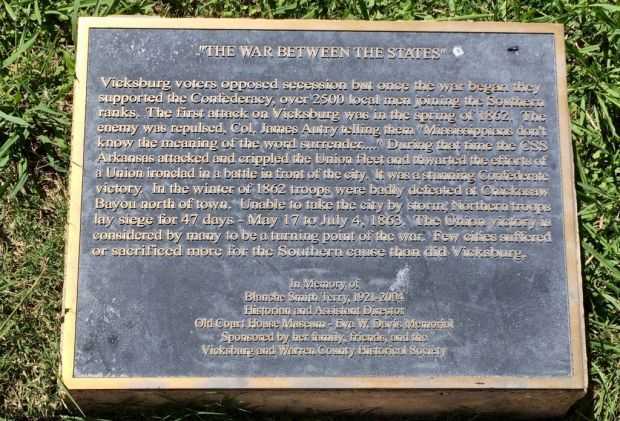 "THE WAR BETWEEN THE STATES"
Vicksburg voters opposed secession but once the war began they
supported the Confederacy, over 2500 local men joining the Southern
ranks. The first attack on Vicksburg was in the spring of 1862. The
enemy was repulsed, Col. James Autry telling them "Mississippians don't
know the meaning of the word surrender...." During that time the CSS
Arkansas attacked and crippled the Union fleet and thwarted the efforts of
a Union ironclad in a battle in front of the city. It was a stunning Confederate
victory. In the winter of 1862 troops were badly defeated at Chickasaw
Bayou north of town. Unable to take the city by storm, Northern troops
lay siege for 47 days - May 17 to July 4, 1863. The Union victory is
considered by many to be a turning point of the war. Few cities suffered
or sacrificed more for the Southern cause than did Vicksburg.
In Memory of
Blanche Smith Terry, 1921-2004
Historian and Assistant Director
Old Court House Museum - Eva W. Davis Memorial
Sponsored by her family, friends, and the
Vicksburg and Warren County Historical Society